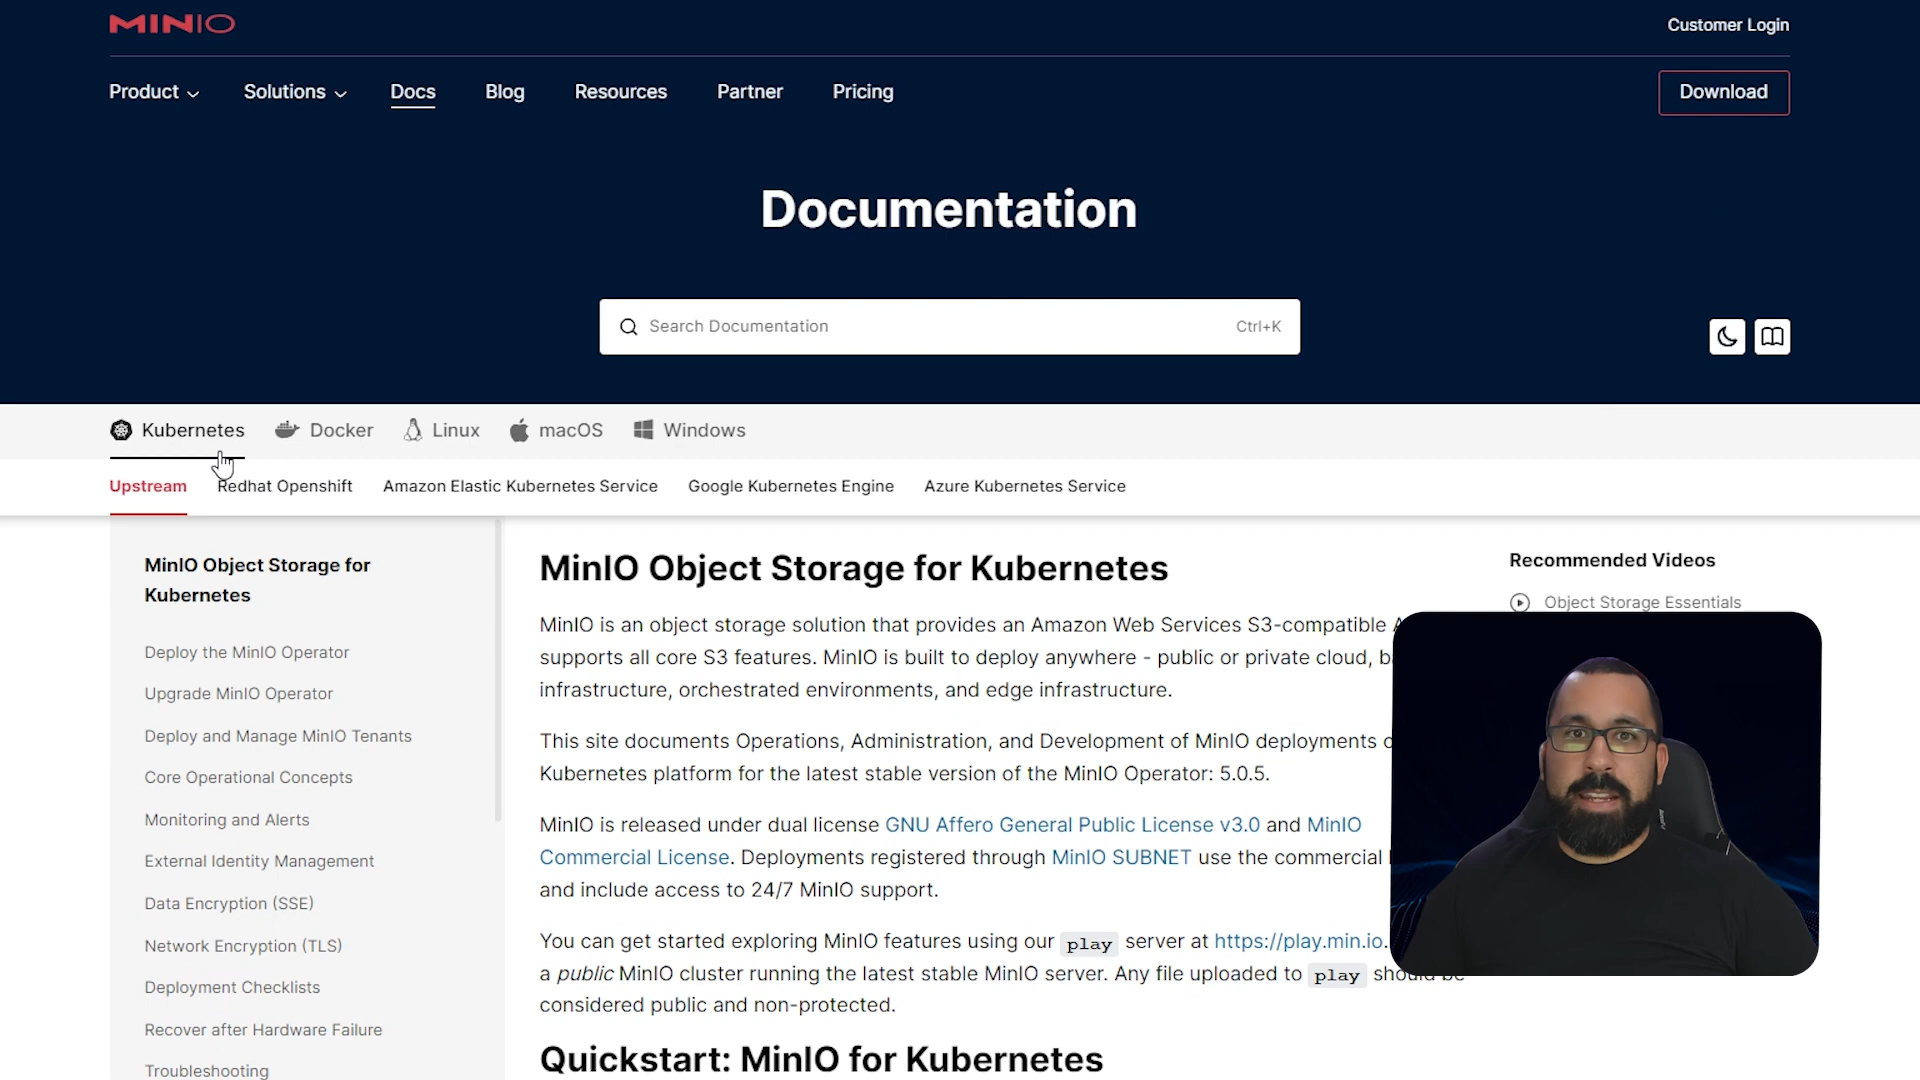 MINIO
Customer Login
Product
Solutions
Docs
Blog
Resources
Partner
Pricing
Download
Documentation
Search Documentation
Ctrl+K
Kubernetes
Docker
Linux
macOS
Windows
Upstream
Redhat Openshift
Amazon Elastic Kubernetes Service
Google Kubernetes Engine
Azure Kubernetes Service
MinIO Object Storage for
Kubernetes
Deploy the MinIO Operator
Upgrade MinIO Operator
Deploy and Manage MinIO Tenants
Core Operational Concepts
Monitoring and Alerts
External Identity Management
Data Encryption (SSE)
Network Encryption (TLS)
Deployment Checklists
Recover after Hardware Failure
Troubleshooting
MinIO Object Storage for Kubernetes
MinIO is an object storage solution that provides an Amazon Web Services S3-compatible
supports all core S3 features. MinIO is built to deploy anywhere - public or private cloud,
infrastructure, orchestrated environments, and edge infrastructure.
This site documents Operations, Administration, and Development of MinIO deployments
Kubernetes platform for the latest stable version of the MinIO Operator: 5.0.5.
MinIO is released under dual license GNU Affero General Public License v3.0 and MinIO
Commercial License. Deployments registered through MinIO SUBNET use the commercial
and include access to 24/7 MinIO support.
You can get started exploring MinIO features using our play server at https://play.min.io.
a public MinIO cluster running the latest stable MinIO server. Any file uploaded to play should be
considered public and non-protected.
Quickstart: MinIO for Kubernetes
Recommended Videos
Object Storage Essentials